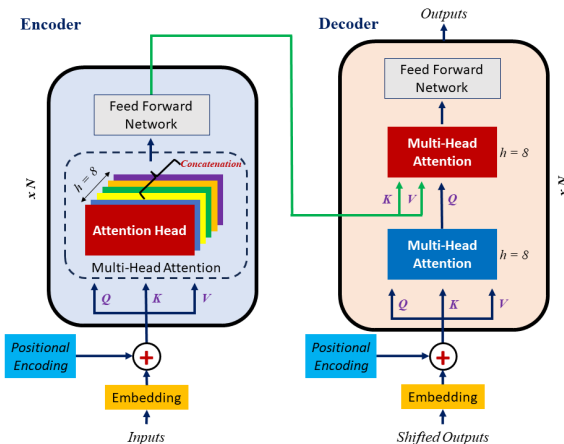 Encoder
Feed Forward
Network
Concatenation
h = 8
Attention Head
Multi-Head Attention
Q K V
x N
Positional
Encoding
+
Embedding
Inputs
Outputs
Decoder
Feed Forward
Network
Multi-Head
Attention
h = 8
K V Q
Multi-Head
Attention
h = 8
Q K V
x N
Positional
Encoding
+
Embedding
Shifted Outputs